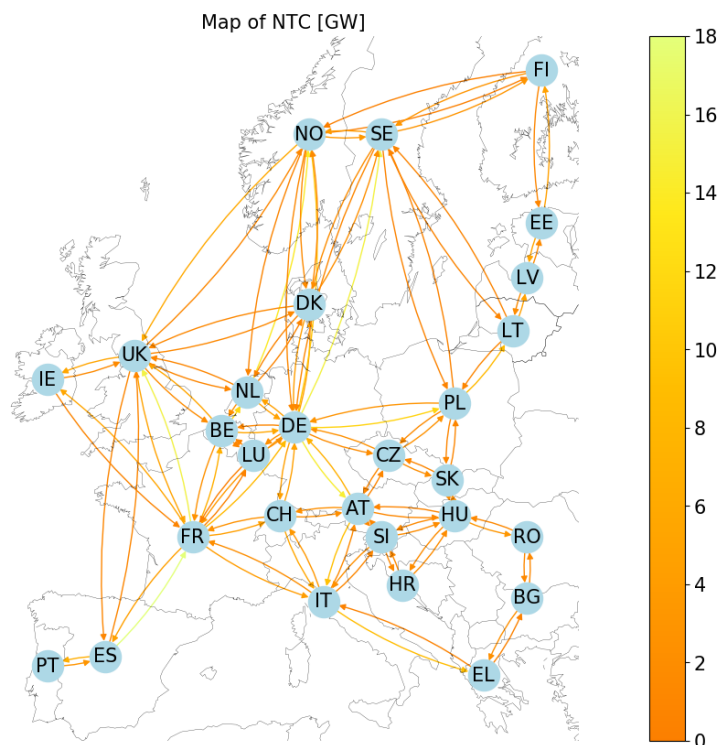 Map of NTC [GW]
18
FI
16
NO
SE
14
EE
12
LV
DK
LT
10
UK
IE
NL
8
PL
BE
DE
LU
CZ
6
SK
CH
AT
HU
FR
SI
RO
4
HR
IT
BG
2
ES
PT
EL
0